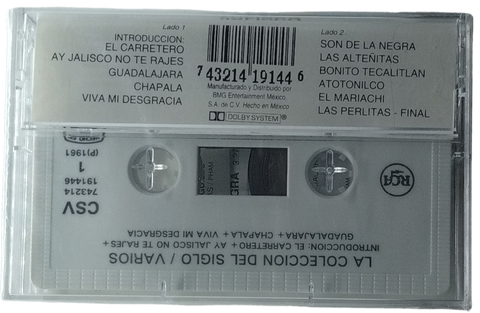 Lado 1
INTRODUCCION:
EL CARRETERO
AY JALISCO NO TE RAJES
GUADALAJARA
CHAPALA
VIVA MI DESGRACIA
7 43214 19144 6
Manufacturado y Distribuido por
BMG Entertainment México,
S.A. de C.V. Hecho en México
DOLBY SYSTEM®
Lado 2
SON DE LA NEGRA
LAS ALTEÑITAS
BONITO TECALITLAN
ATOTONILCO
EL MARIACHI
LAS PERLITAS - FINAL
LA COLECCION DEL SIGLO / VARIOS
INTRODUCCION: EL CARRETERO + AY JALISCO NO TE RAJES +
GUADALAJARA + CHAPALA + VIVA MI DESGRACIA
RCA
CSV
743214
191446
1
(P)1961